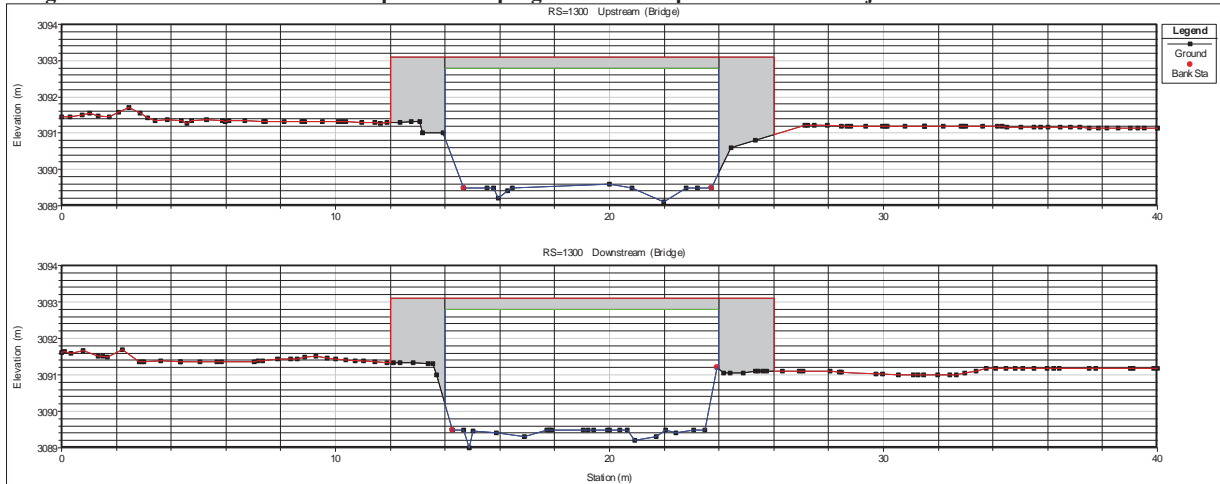 RS=1300 Upstream (Bridge)
Legend
Ground
Bank Sta
Elevation (m)
3094
3093
3092
3091
3090
3089
0 10 20 30 40
RS=1300 Downstream (Bridge)
Elevation (m)
3094
3093
3092
3091
3090
3089
0 10 20 30 40
Station (m)